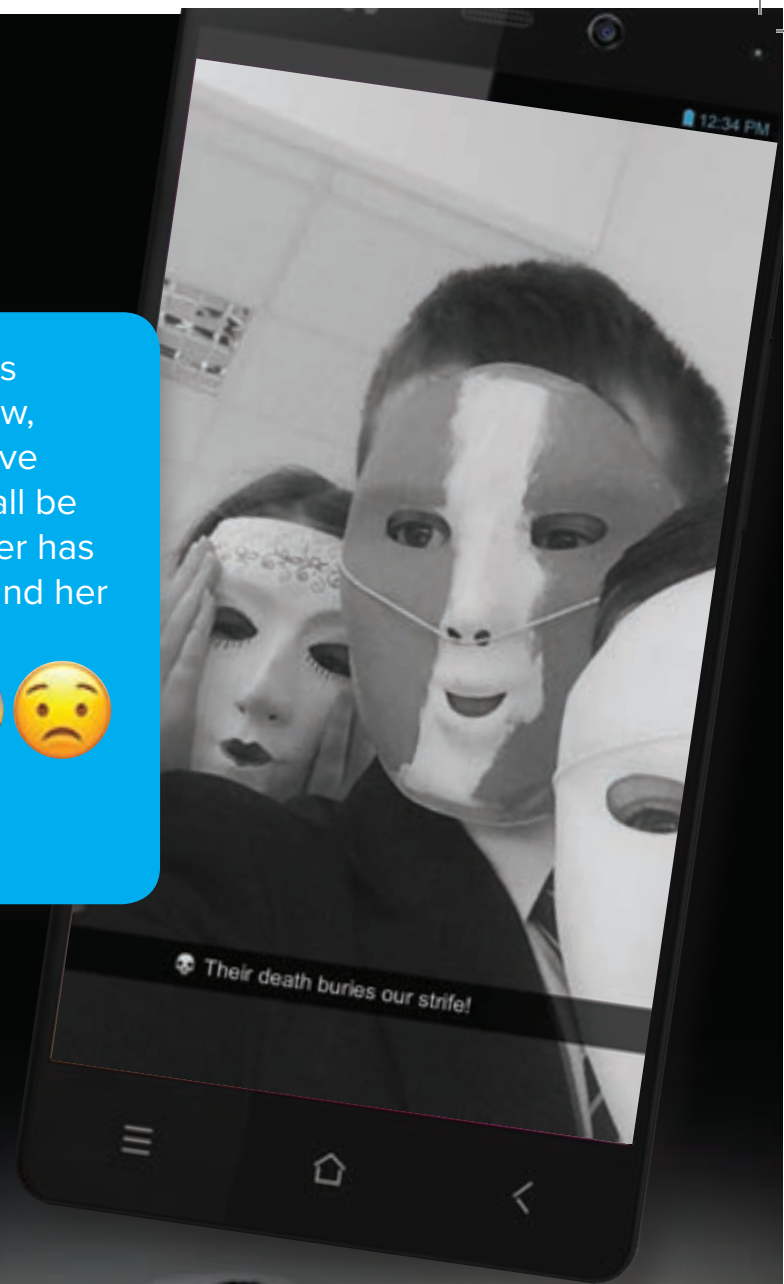 12:34 PM
s
w,
ve
all be
er has
nd her
💀 Their death buries our strife!